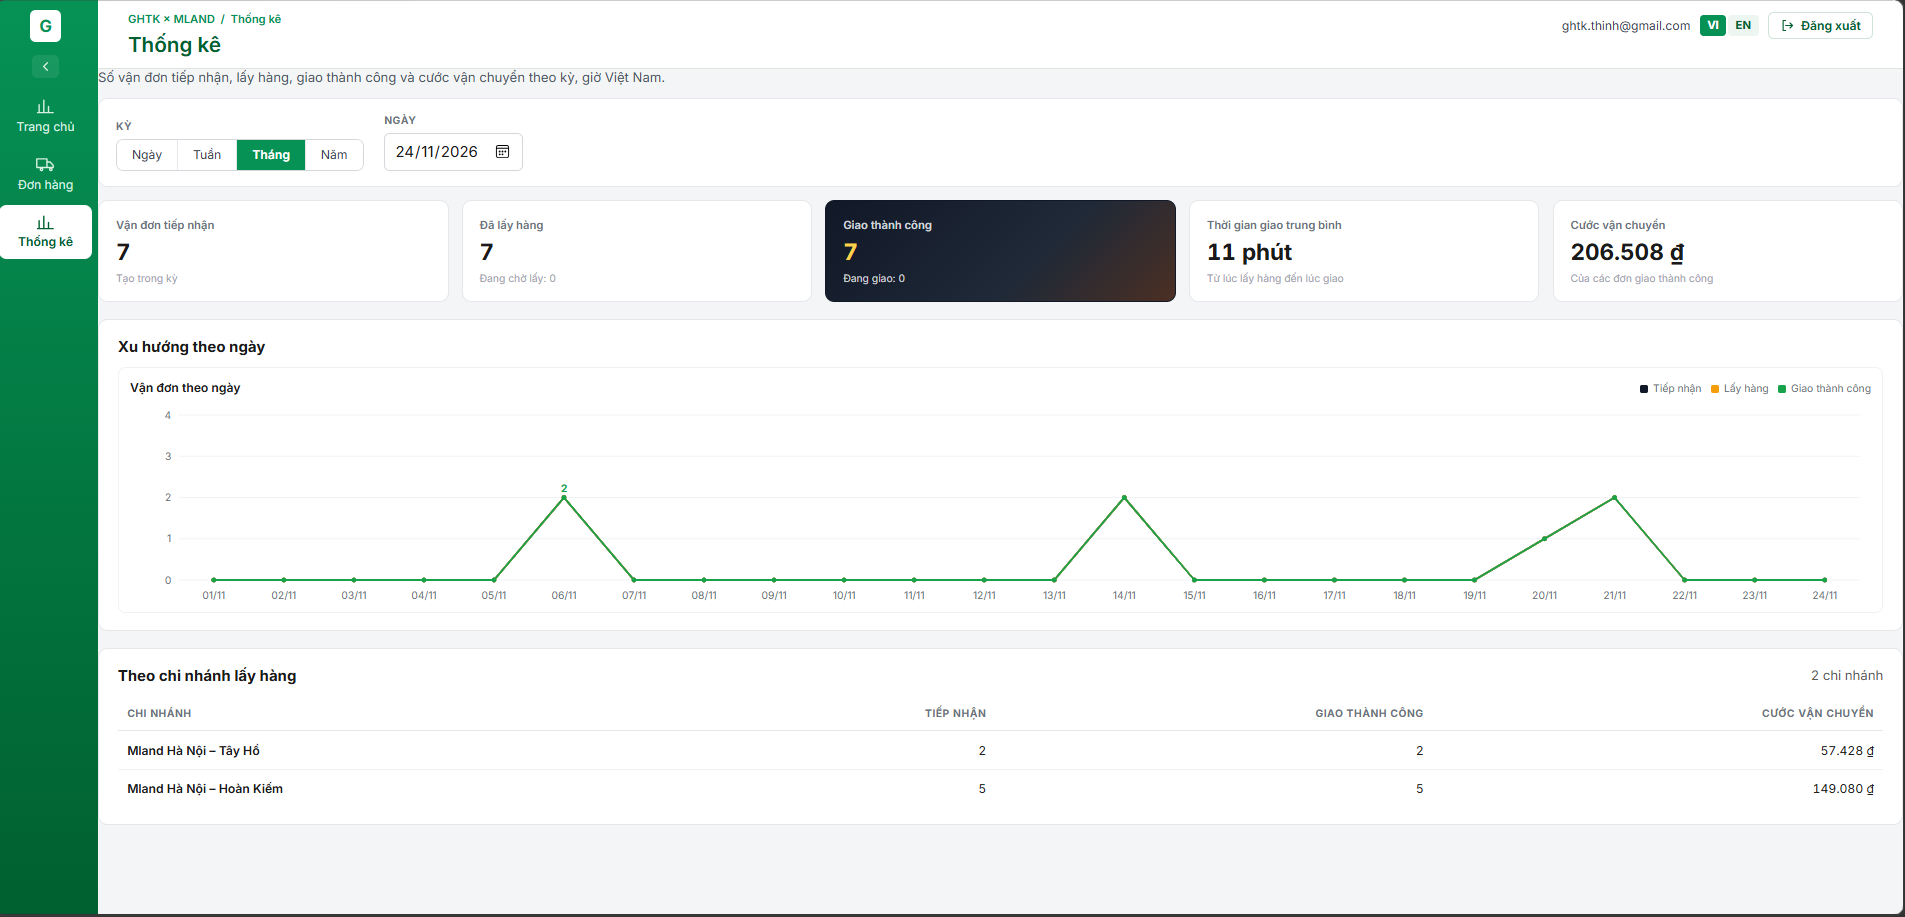 G
GHTK × MLAND / Thống kê
Thống kê
ghtk.thinh@gmail.com VI EN Đăng xuất
Trang chủ
Đơn hàng
Thống kê
Số vận đơn tiếp nhận, lấy hàng, giao thành công và cước vận chuyển theo kỳ, giờ Việt Nam.
KỲ
Ngày Tuần Tháng Năm
NGÀY
24/11/2026
Vận đơn tiếp nhận
7
Tạo trong kỳ
Đã lấy hàng
7
Đang chờ lấy: 0
Giao thành công
7
Đang giao: 0
Thời gian giao trung bình
11 phút
Từ lúc lấy hàng đến lúc giao
Cước vận chuyển
206.508 ₫
Của các đơn giao thành công
Xu hướng theo ngày
Vận đơn theo ngày
Tiếp nhận Lấy hàng Giao thành công
4
3
2
1
0
2
01/11 02/11 03/11 04/11 05/11 06/11 07/11 08/11 09/11 10/11 11/11 12/11 13/11 14/11 15/11 16/11 17/11 18/11 19/11 20/11 21/11 22/11 23/11 24/11
Theo chi nhánh lấy hàng
2 chi nhánh
CHI NHÁNH TIẾP NHẬN GIAO THÀNH CÔNG CƯỚC VẬN CHUYỂN
Mland Hà Nội – Tây Hồ 2 2 57.428 ₫
Mland Hà Nội – Hoàn Kiếm 5 5 149.080 ₫